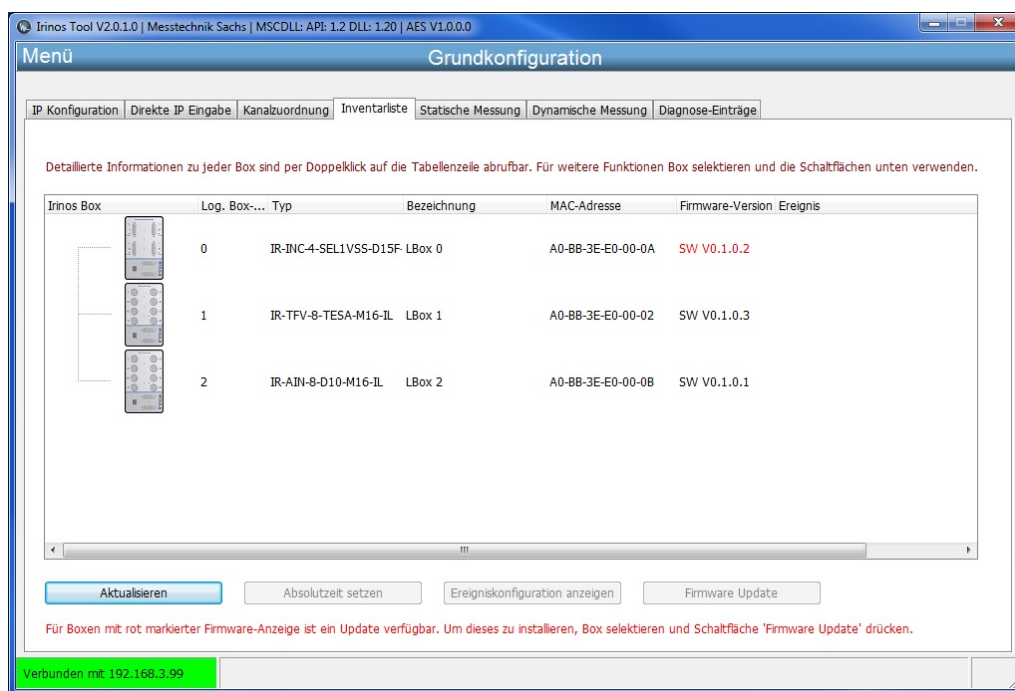 Irinos Tool V2.0.1.0 | Messtechnik Sachs | MSCDLL: API: 1.2 DLL: 1.20 | AES V1.0.0.0
Menü Grundkonfiguration
IP Konfiguration Direkte IP Eingabe Kanalzuordnung Inventarliste Statische Messung Dynamische Messung Diagnose-Einträge
Detaillierte Informationen zu jeder Box sind per Doppelklick auf die Tabellenzeile abrufbar. Für weitere Funktionen Box selektieren und die Schaltflächen unten verwenden.
Irinos Box Log. Box-... Typ Bezeichnung MAC-Adresse Firmware-Version Ereignis
0 IR-INC-4-SEL1VSS-D15F- LBox 0 A0-BB-3E-E0-00-0A SW V0.1.0.2
1 IR-TFV-8-TESA-M16-IL LBox 1 A0-BB-3E-E0-00-02 SW V0.1.0.3
2 IR-AIN-8-D10-M16-IL LBox 2 A0-BB-3E-E0-00-0B SW V0.1.0.1
Aktualisieren Absolutzeit setzen Ereigniskonfiguration anzeigen Firmware Update
Für Boxen mit rot markierter Firmware-Anzeige ist ein Update verfügbar. Um dieses zu installieren, Box selektieren und Schaltfläche 'Firmware Update' drücken.
Verbunden mit 192.168.3.99